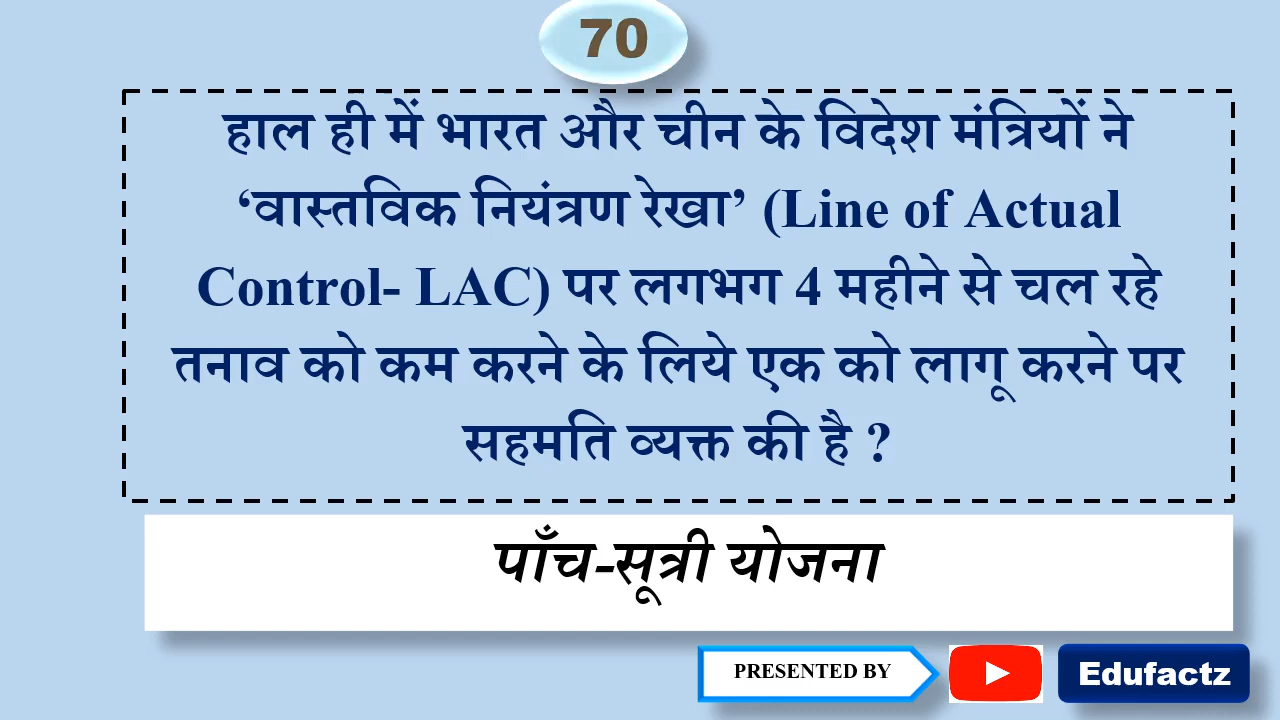 70
हाल ही में भारत और चीन के विदेश मंत्रियों ने
‘वास्तविक नियंत्रण रेखा’ (Line of Actual
Control- LAC) पर लगभग 4 महीने से चल रहे
तनाव को कम करने के लिये एक को लागू करने पर
सहमति व्यक्त की है ?
पाँच-सूत्री योजना
PRESENTED BY
Edufactz